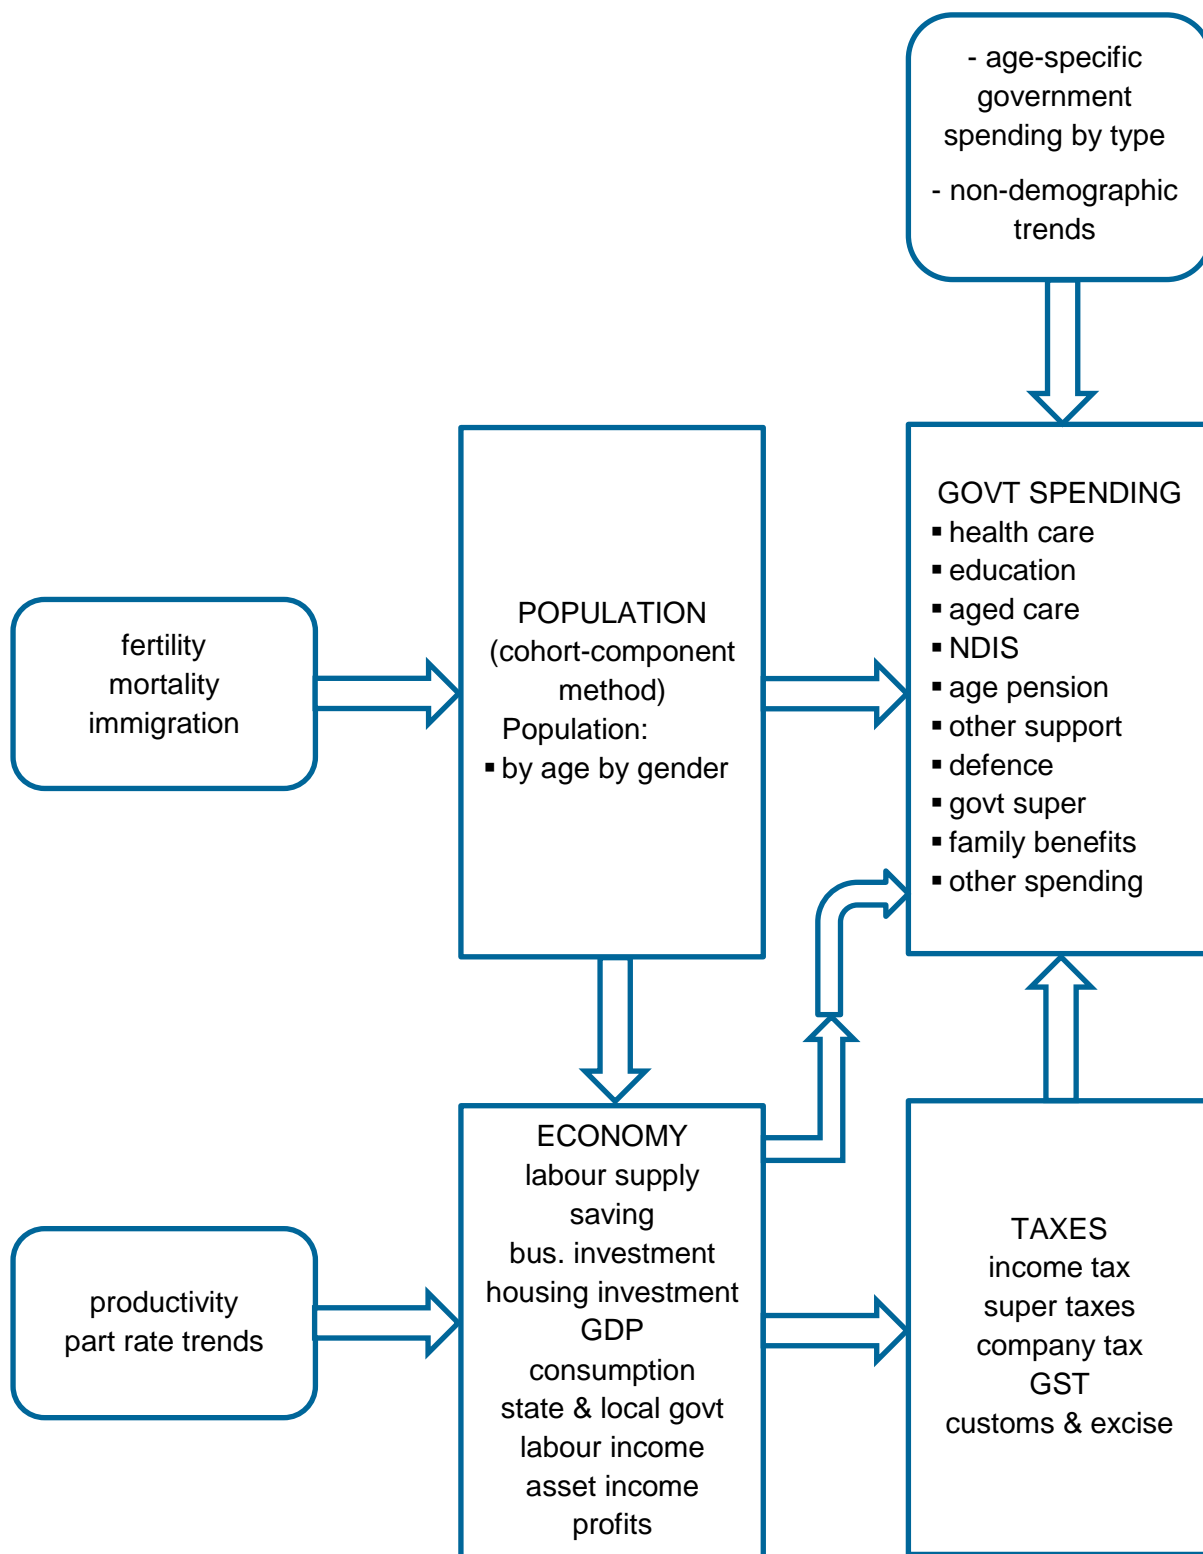 - age-specific
government
spending by type
- non-demographic
trends
GOVT SPENDING
▪ health care
▪ education
▪ aged care
▪ NDIS
▪ age pension
▪ other support
▪ defence
▪ govt super
▪ family benefits
▪ other spending
POPULATION
(cohort-component
method)
Population:
▪ by age by gender
fertility
mortality
immigration
ECONOMY
labour supply
saving
bus. investment
housing investment
GDP
consumption
state & local govt
labour income
asset income
profits
productivity
part rate trends
TAXES
income tax
super taxes
company tax
GST
customs & excise